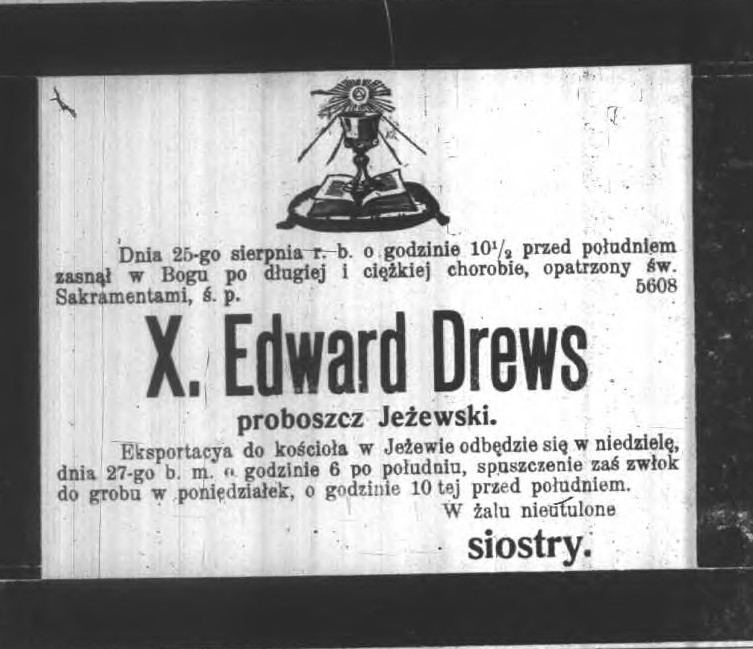 Dnia 25-go sierpnia r. b. o godzinie 10 1/2 przed południem
zasnął w Bogu po długiej i ciężkiej chorobie, opatrzony św.
Sakramentami, ś. p. 5608
X. Edward Drews
proboszcz Jeżewski.
Eksportacya do kościoła w Jeżewie odbędzie się w niedzielę,
dnia 27-go b. m. o godzinie 6 po południu, spuszczenie zaś zwłok
do grobu w poniedziałek, o godzinie 10 tej przed południem.
W żalu nieutulone
siostry.